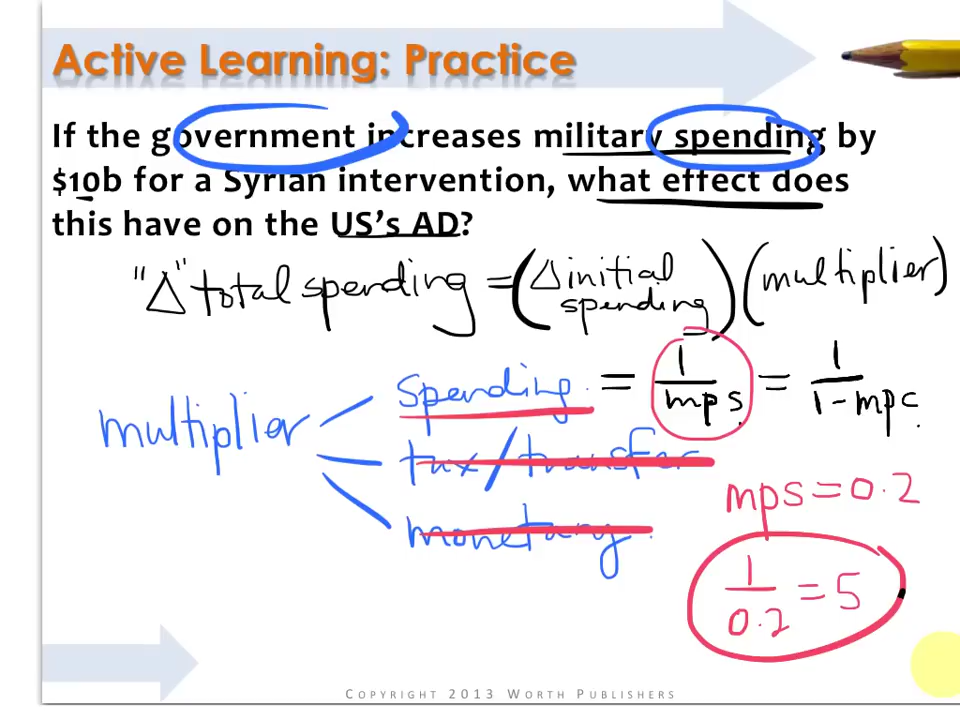 Active Learning: Practice
If the government increases military spending by
$10b for a Syrian intervention, what effect does
this have on the US's AD?
"Δ" total spending = (Δ initial spending) (multiplier)
multiplier
spending = 1/mps = 1/1-mpc
tax/transfer
monetary
mps = 0.2
1/0.2 = 5
COPYRIGHT 2013 WORTH PUBLISHERS